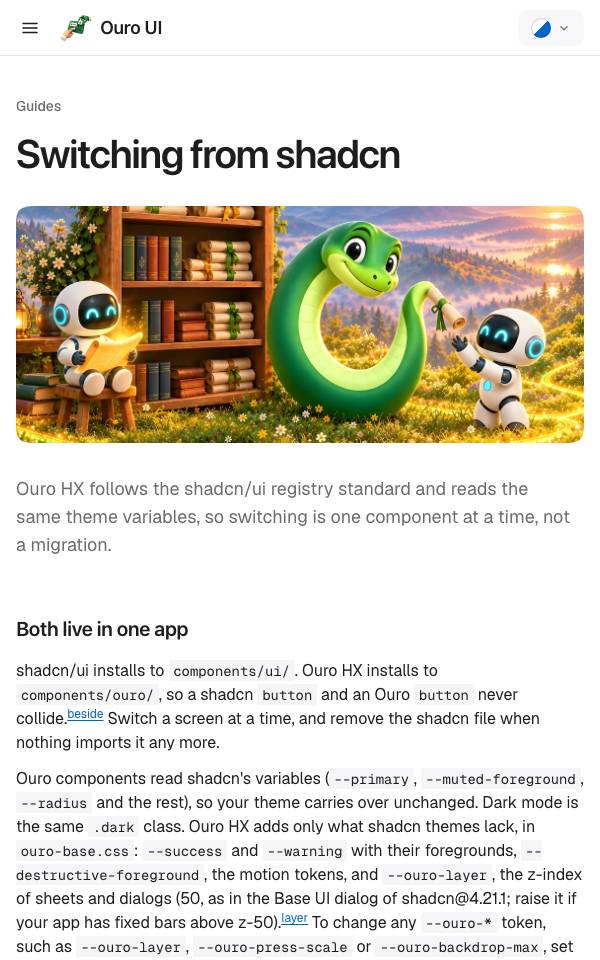 Ouro UI
Guides
Switching from shadcn
Ouro HX follows the shadcn/ui registry standard and reads the
same theme variables, so switching is one component at a time, not
a migration.
Both live in one app
shadcn/ui installs to components/ui/. Ouro HX installs to
components/ouro/, so a shadcn button and an Ouro button never
collide.beside Switch a screen at a time, and remove the shadcn file when
nothing imports it any more.
Ouro components read shadcn's variables (--primary, --muted-foreground,
--radius and the rest), so your theme carries over unchanged. Dark mode is
the same .dark class. Ouro HX adds only what shadcn themes lack, in
ouro-base.css: --success and --warning with their foregrounds, --
destructive-foreground, the motion tokens, and --ouro-layer, the z-index
of sheets and dialogs (50, as in the Base UI dialog of shadcn@4.21.1; raise it if
your app has fixed bars above z-50).layer To change any --ouro-* token,
such as --ouro-layer, --ouro-press-scale or --ouro-backdrop-max, set